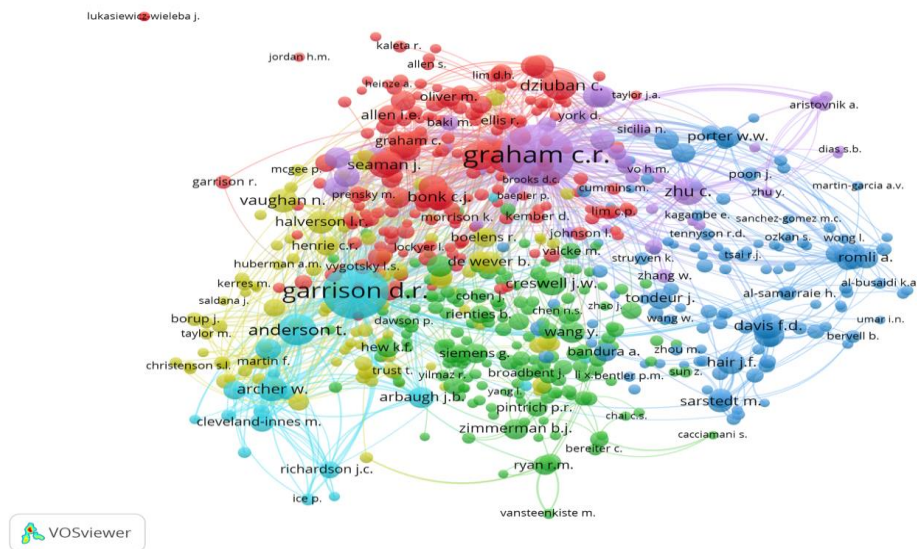 lukasiewicz-wieleba j.
kaleta r.
jordan h.m.
allen s.
lim d.h.
heinze a.
dziuban c.
taylor j.a.
oliver m.
aristovnik a.
allen i.e.
baki m.
ellis r.
york d.
sicilia n.
porter w.w.
graham c.
graham c.r.
dias s.b.
mcgee p.
seaman j.
vo h.m.
poon j.
garrison r.
brooks d.c.
prensky m.
bonk c.j.
baepler p.
cummins m.
zhu c.
zhu y.
martin-garcia a.v.
vaughan n.
halverson l.r.
morrison k.
kember d.
lim c.p.
kagambe e.
sanchez-gomez m.c.
henrie c.r.
lockyer l.
boelens r.
johnson l.
tennyson r.d.
ozkan s.
wong l.
huberman a.m.
vygotsky l.s.
de wever b.
valcke m.
struyven k.
tsai r.j.
romli a.
kerres m.
zhang w.
garrison d.r.
creswell j.w.
al-busaidi k.a.
saldana j.
cohen j.
chen n.s.
zhao j.
tondeur j.
al-samarraie h.
borup j.
dawson p.
rienties b.
wang w.
umar i.n.
taylor m.
anderson t.
wang y.
davis f.d.
bervell b.
hew k.f.
siemens g.
bandura a.
zhou m.
christenson s.l.
martin f.
trust t.
yilmaz r.
broadbent j.
li x.
bentler p.m.
sun z.
hair j.f.
archer w.
arbaugh j.b.
yang l.
pintrich p.r.
sarstedt m.
cleveland-innes m.
zimmerman b.j.
chai c.s.
cacciamani s.
bereiter c.
richardson j.c.
ryan r.m.
ice p.
vansteenkiste m.
VOSviewer